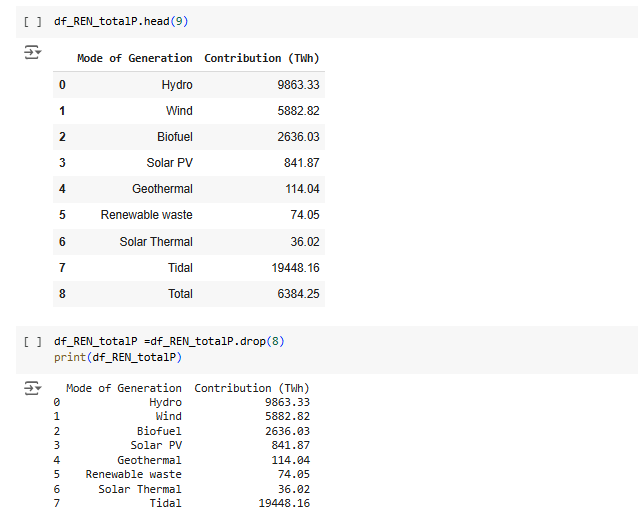 [ ] df_REN_totalP.head(9)
Mode of Generation Contribution (TWh)
0 Hydro 9863.33
1 Wind 5882.82
2 Biofuel 2636.03
3 Solar PV 841.87
4 Geothermal 114.04
5 Renewable waste 74.05
6 Solar Thermal 36.02
7 Tidal 19448.16
8 Total 6384.25
[ ] df_REN_totalP =df_REN_totalP.drop(8)
print(df_REN_totalP)
Mode of Generation Contribution (TWh)
0 Hydro 9863.33
1 Wind 5882.82
2 Biofuel 2636.03
3 Solar PV 841.87
4 Geothermal 114.04
5 Renewable waste 74.05
6 Solar Thermal 36.02
7 Tidal 19448.16